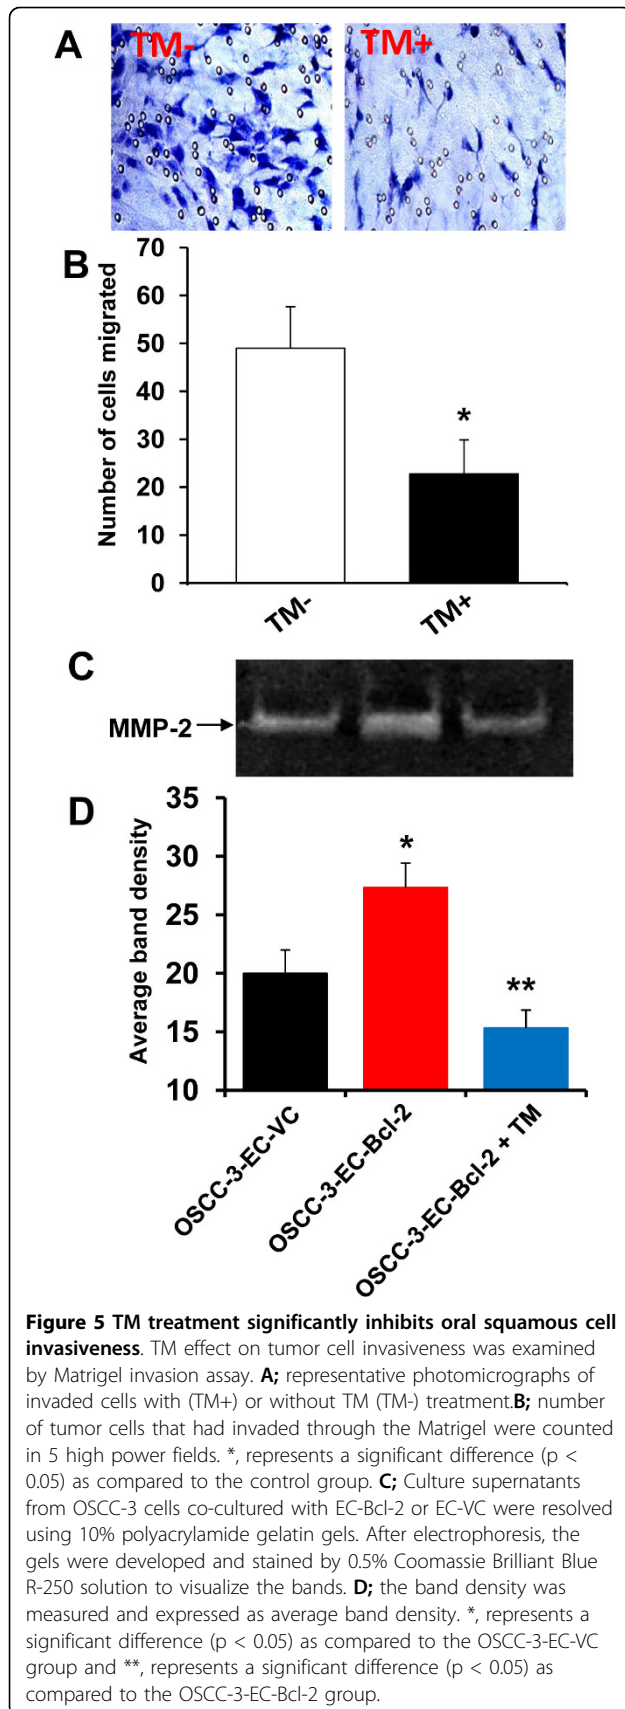 A
TM-
TM+
B
Number of cells migrated
70
60
50
40
30
20
10
0
*
TM-
TM+
C
MMP-2
D
Average band density
35
30
25
20
15
10
*
**
OSCC-3-EC-VC
OSCC-3-EC-Bcl-2
OSCC-3-EC-Bcl-2 + TM
Figure 5 TM treatment significantly inhibits oral squamous cell
invasiveness. TM effect on tumor cell invasiveness was examined
by Matrigel invasion assay. A; representative photomicrographs of
invaded cells with (TM+) or without TM (TM-) treatment.B; number
of tumor cells that had invaded through the Matrigel were counted
in 5 high power fields. *, represents a significant difference (p <
0.05) as compared to the control group. C; Culture supernatants
from OSCC-3 cells co-cultured with EC-Bcl-2 or EC-VC were resolved
using 10% polyacrylamide gelatin gels. After electrophoresis, the
gels were developed and stained by 0.5% Coomassie Brilliant Blue
R-250 solution to visualize the bands. D; the band density was
measured and expressed as average band density. *, represents a
significant difference (p < 0.05) as compared to the OSCC-3-EC-VC
group and **, represents a significant difference (p < 0.05) as
compared to the OSCC-3-EC-Bcl-2 group.